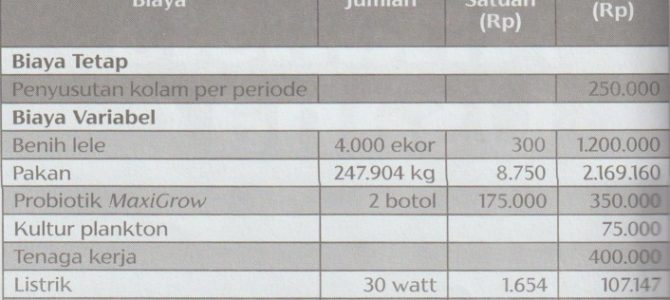 Biaya Jumlah Satuan
(Rp) (Rp)
Biaya Tetap
Penyusutan kolam per periode 250.000
Biaya Variabel
Benih lele 4.000 ekor 300 1.200.000
Pakan 247.904 kg 8.750 2.169.160
Probiotik MaxiGrow 2 botol 175.000 350.000
Kultur plankton 75.000
Tenaga kerja 400.000
Listrik 30 watt 1.654 107.147